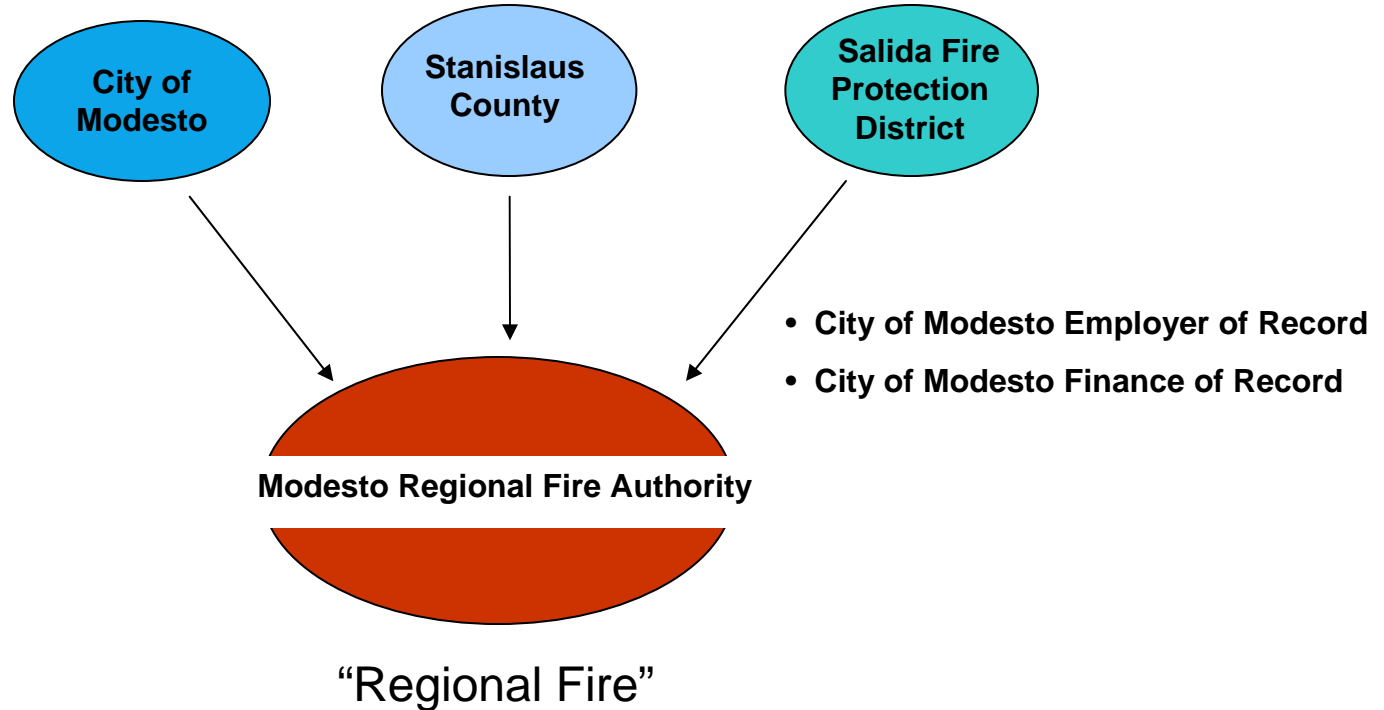 City of
Modesto
Stanislaus
County
Salida Fire
Protection
District
• City of Modesto Employer of Record
• City of Modesto Finance of Record
Modesto Regional Fire Authority
“Regional Fire”